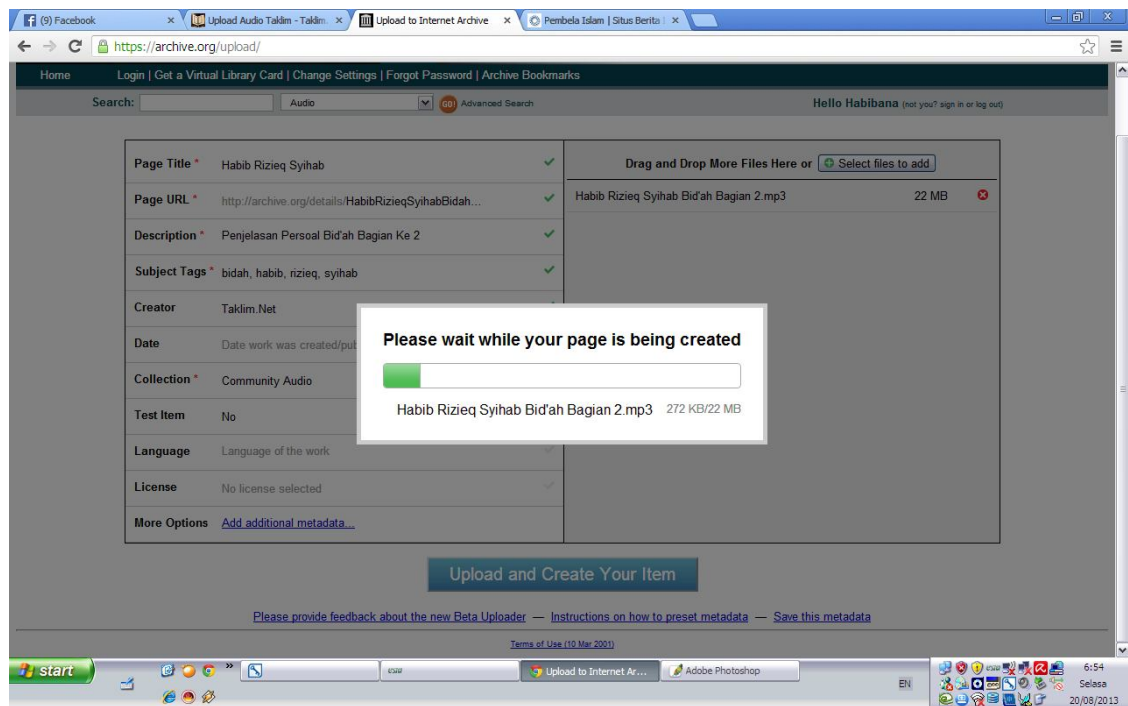 (9) Facebook
Upload Audio Taklim - Taklim.
Upload to Internet Archive
Pembela Islam | Situs Berita |
https://archive.org/upload/
Home Login | Get a Virtual Library Card | Change Settings | Forgot Password | Archive Bookmarks
Search: Audio GO! Advanced Search Hello Habibana (not you? sign in or log out)
Page Title * Habib Rizieq Syihab
Drag and Drop More Files Here or Select files to add
Page URL * http://archive.org/details/HabibRizieqSyihabBidah...
Habib Rizieq Syihab Bid'ah Bagian 2.mp3 22 MB
Description * Penjelasan Persoal Bid'ah Bagian Ke 2
Subject Tags * bidah, habib, rizieq, syihab
Creator Taklim.Net
Date Date work was created/pub
Collection * Community Audio
Test Item No
Language Language of the work
License No license selected
More Options Add additional metadata...
Please wait while your page is being created
Habib Rizieq Syihab Bid'ah Bagian 2.mp3 272 KB/22 MB
Upload and Create Your Item
Please provide feedback about the new Beta Uploader — Instructions on how to preset metadata — Save this metadata
Terms of Use (10 Mar 2001)
start
Upload to Internet Ar...
Adobe Photoshop
EN
6:54
Selasa
20/08/2013